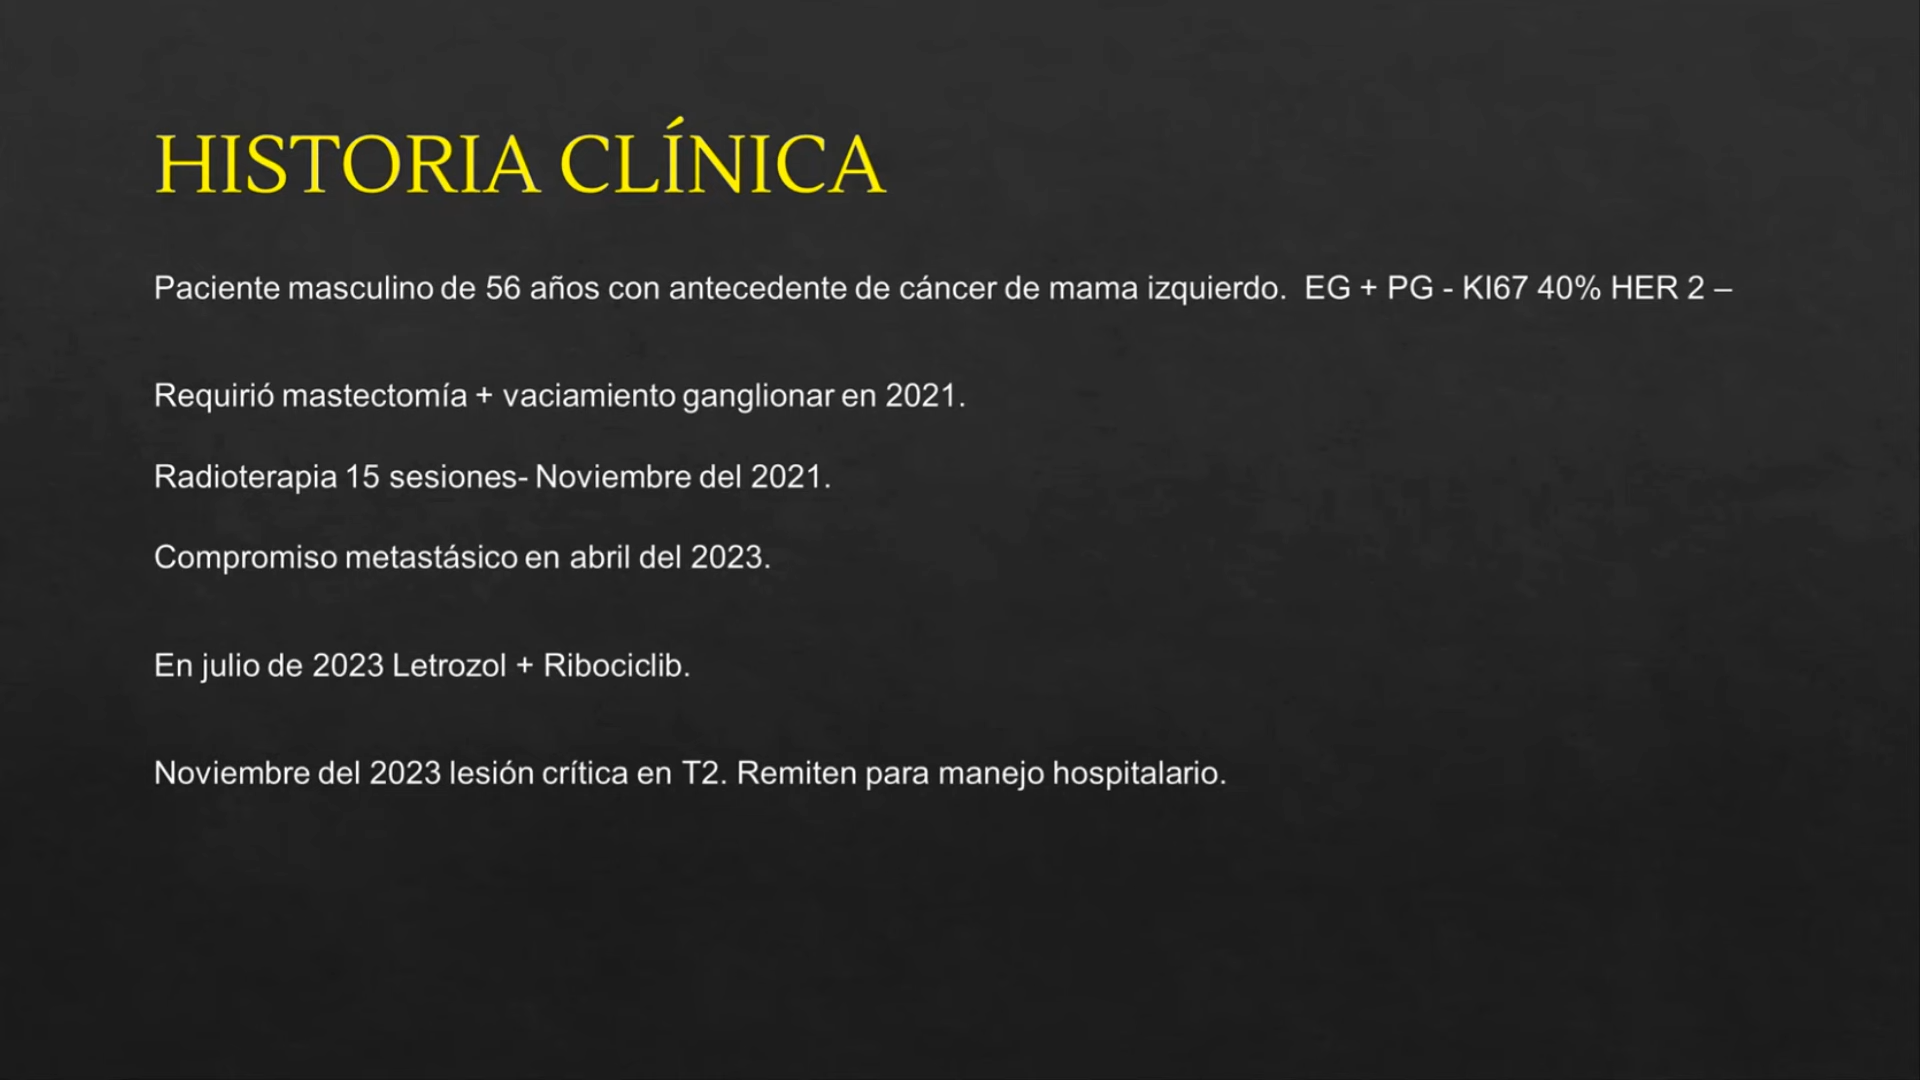 HISTORIA CLÍNICA
Paciente masculino de 56 años con antecedente de cáncer de mama izquierdo. EG + PG - KI67 40% HER 2 –
Requirió mastectomía + vaciamiento ganglionar en 2021.
Radioterapia 15 sesiones- Noviembre del 2021.
Compromiso metastásico en abril del 2023.
En julio de 2023 Letrozol + Ribociclib.
Noviembre del 2023 lesión crítica en T2. Remiten para manejo hospitalario.